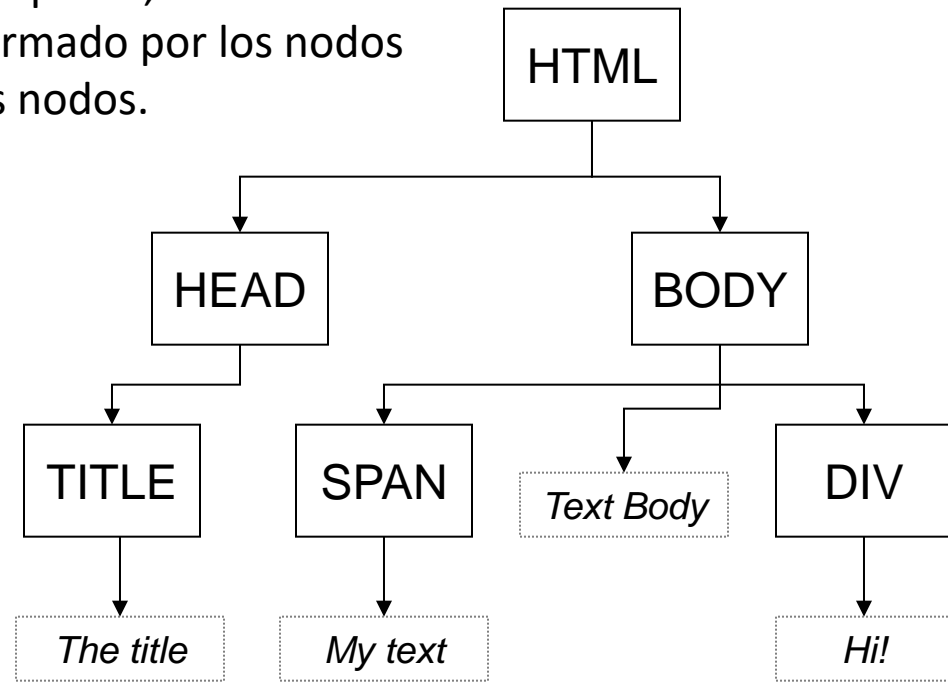 rmado por los nodos
s nodos.
HTML
HEAD
BODY
TITLE
SPAN
Text Body
DIV
The title
My text
Hi!